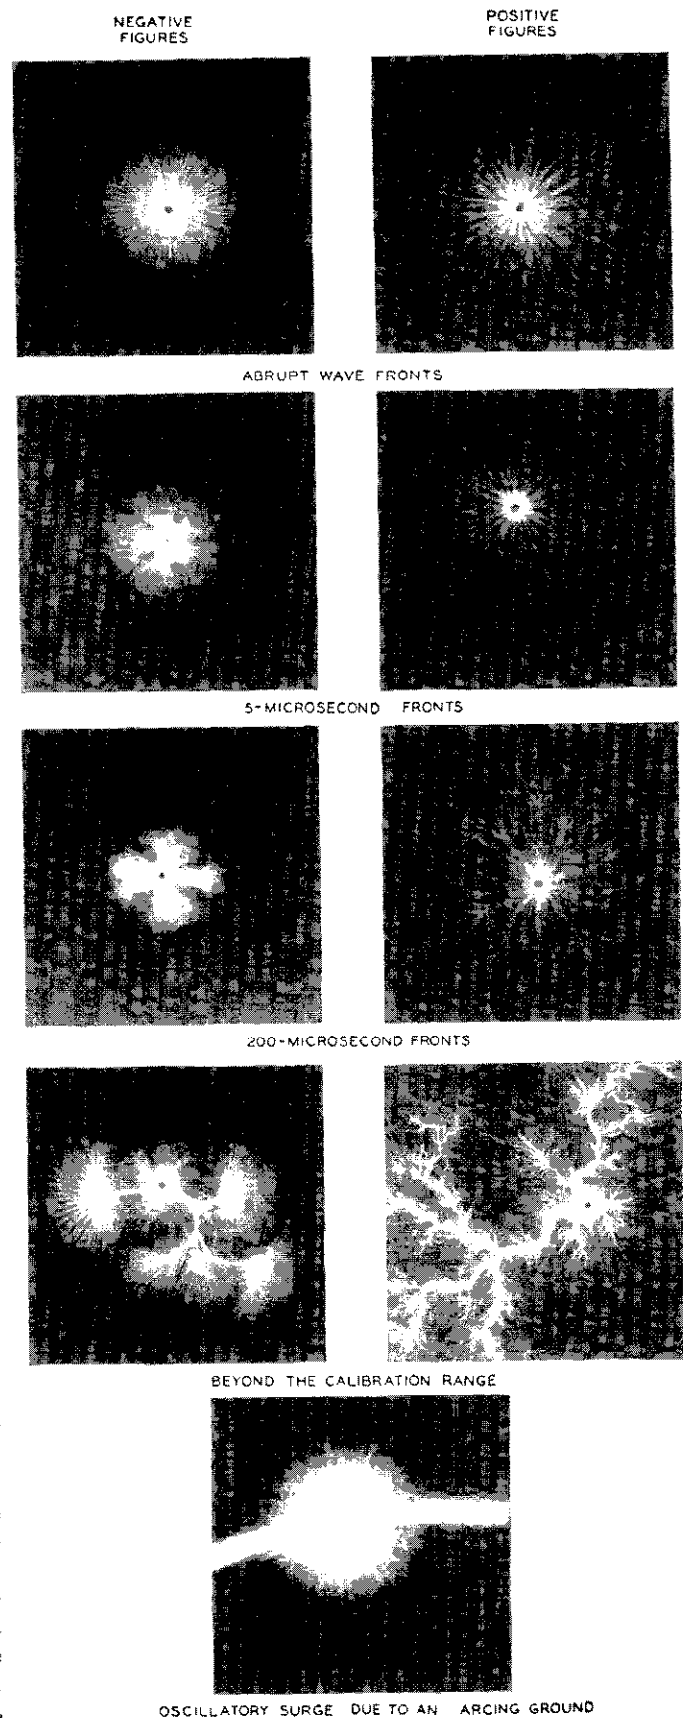 NEGATIVE
FIGURES
POSITIVE
FIGURES
ABRUPT WAVE FRONTS
5-MICROSECOND FRONTS
200-MICROSECOND FRONTS
BEYOND THE CALIBRATION RANGE
OSCILLATORY SURGE DUE TO AN ARCING GROUND